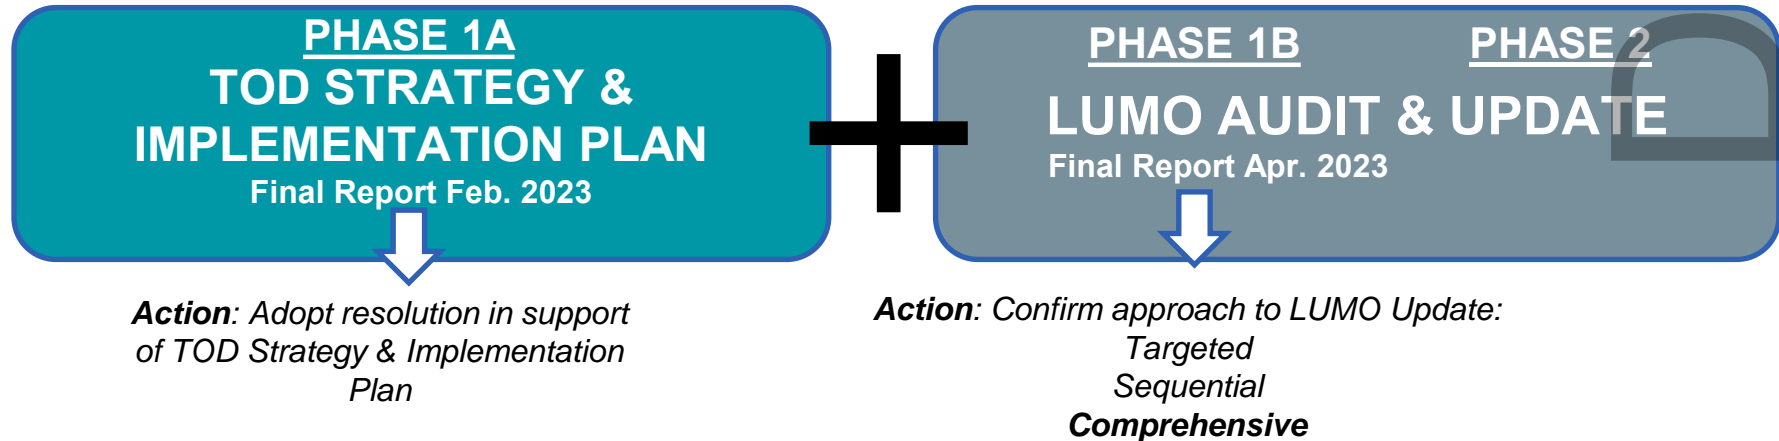 PHASE 1A
TOD STRATEGY &
IMPLEMENTATION PLAN
Final Report Feb. 2023
Action: Adopt resolution in support
of TOD Strategy & Implementation
Plan
PHASE 1B PHASE 2
LUMO AUDIT & UPDATE
Final Report Apr. 2023
Action: Confirm approach to LUMO Update:
Targeted
Sequential
Comprehensive
D